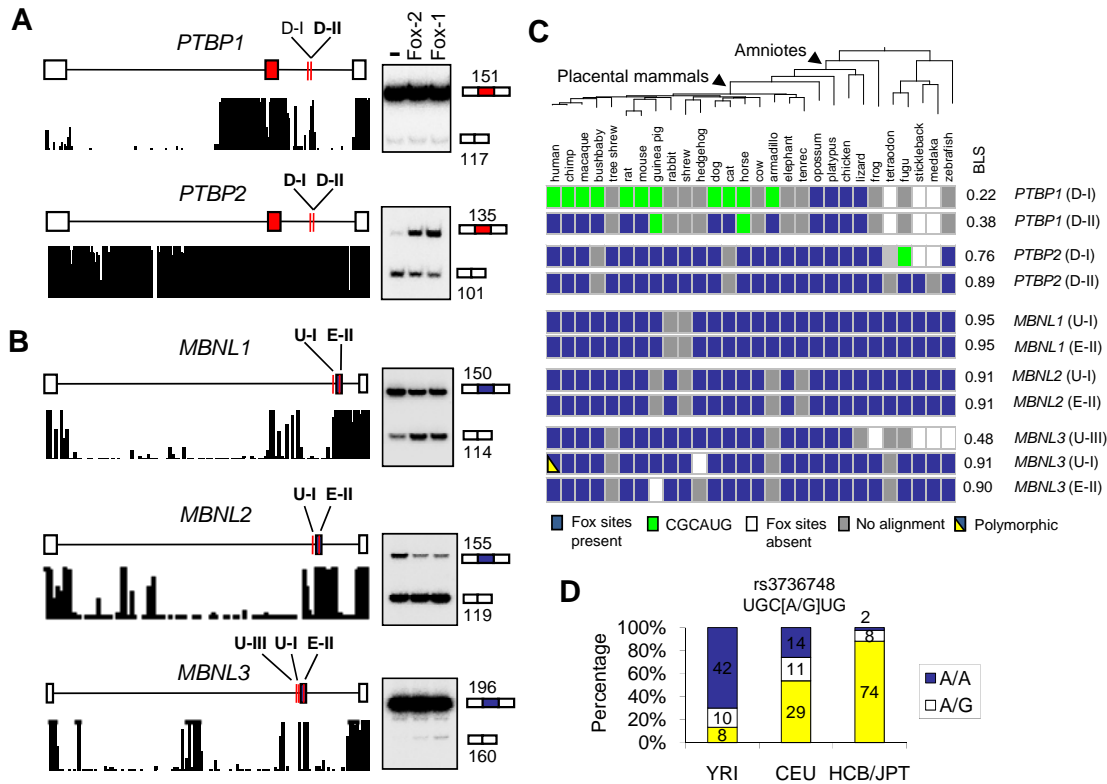 A
PTBP1
D-I
D-II
-
Fox-2
Fox-1
151
117
PTBP2
D-I
D-II
135
101
B
MBNL1
U-I
E-II
150
114
MBNL2
U-I
E-II
155
119
MBNL3
U-III
U-I
E-II
196
160
C
Amniotes
Placental mammals
human
chimp
macaque
bushbaby
tree shrew
rat
mouse
guinea pig
rabbit
shrew
hedgehog
dog
cat
horse
cow
armadillo
elephant
tenrec
opossum
platypus
chicken
lizard
frog
tetraodon
fugu
stickleback
medaka
zebrafish
BLS
0.22 PTBP1 (D-I)
0.38 PTBP1 (D-II)
0.76 PTBP2 (D-I)
0.89 PTBP2 (D-II)
0.95 MBNL1 (U-I)
0.95 MBNL1 (E-II)
0.91 MBNL2 (U-I)
0.91 MBNL2 (E-II)
0.48 MBNL3 (U-III)
0.91 MBNL3 (U-I)
0.90 MBNL3 (E-II)
Fox sites present
CGCAUG
Fox sites absent
No alignment
Polymorphic
D
rs3736748
UGC[A/G]UG
Percentage
100%
80%
60%
40%
20%
0%
42
10
8
14
11
29
2
8
74
YRI
CEU
HCB/JPT
A/A
A/G